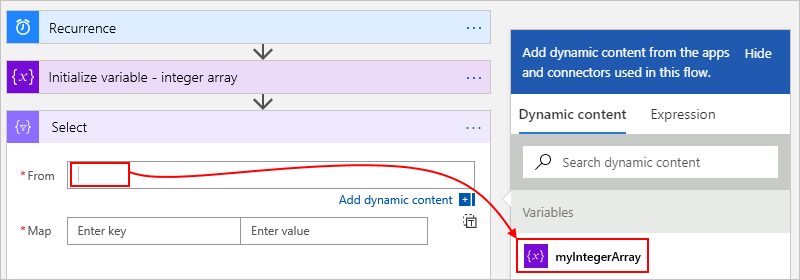 Recurrence
Initialize variable - integer array
{x}
Select
* From
Add dynamic content
* Map
Enter key
Enter value
Add dynamic content from the apps
and connectors used in this flow.
Hide
Dynamic content
Expression
Search dynamic content
Variables
{x}
myIntegerArray